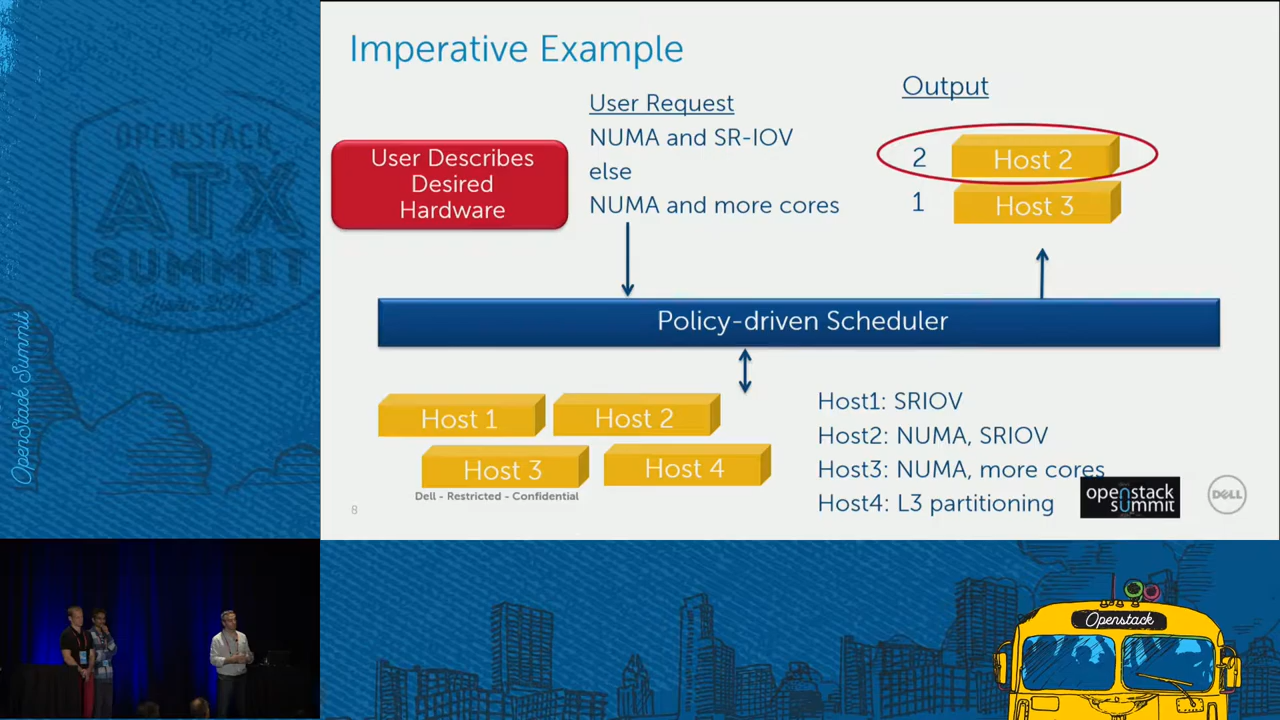 Imperative Example
User Describes
Desired
Hardware
User Request
NUMA and SR-IOV
else
NUMA and more cores
Output
2
Host 2
1
Host 3
Policy-driven Scheduler
Host 1
Host 2
Host 3
Host 4
Host1: SRIOV
Host2: NUMA, SRIOV
Host3: NUMA, more cores
Host4: L3 partitioning
Dell - Restricted - Confidential
8
openstack
summit
DELL
OPENSTACK
ATX
SUMMIT
OpenStack Summit
Openstack